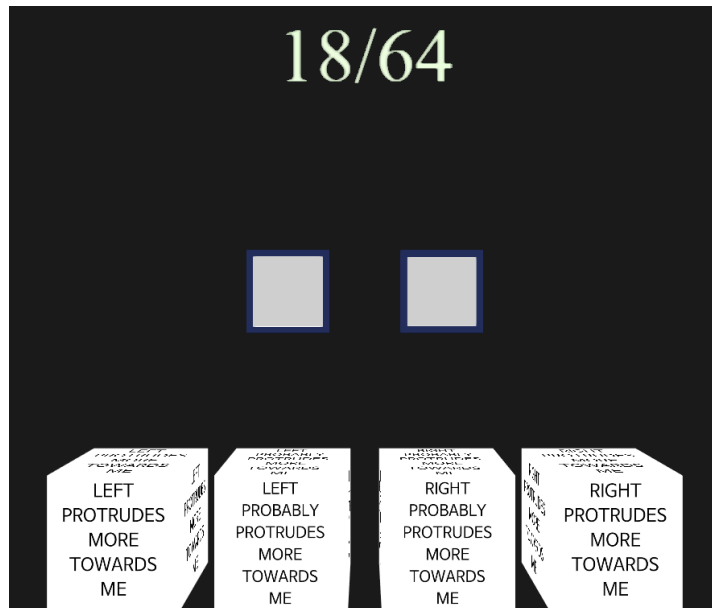 18/64
LEFT
PROTRUDES
MORE
TOWARDS
ME
LEFT
PROBABLY
PROTRUDES
MORE
TOWARDS
ME
RIGHT
PROBABLY
PROTRUDES
MORE
TOWARDS
ME
RIGHT
PROTRUDES
MORE
TOWARDS
ME